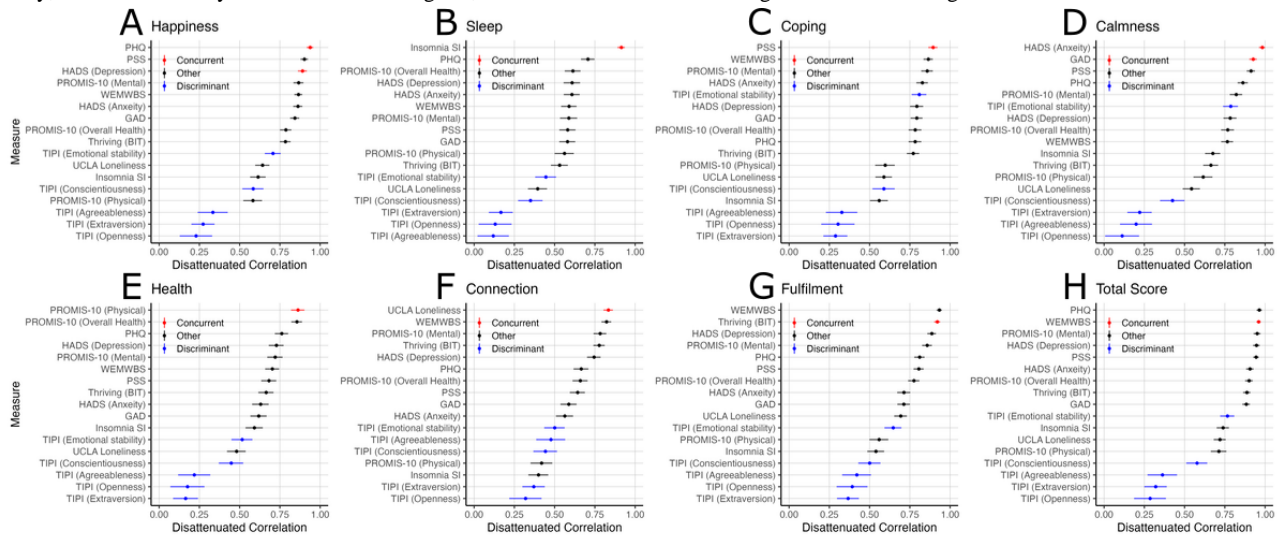 A Happiness
PHQ
PSS
HADS (Depression)
PROMIS-10 (Mental)
WEMWBS
HADS (Anxeity)
GAD
PROMIS-10 (Overall Health)
Thriving (BIT)
TIPI (Emotional stability)
UCLA Loneliness
Insomnia SI
TIPI (Conscientiousness)
PROMIS-10 (Physical)
TIPI (Agreeableness)
TIPI (Extraversion)
TIPI (Openness)
Concurrent
Other
Discriminant
Measure
0.00 0.25 0.50 0.75 1.00
Disattenuated Correlation
B Sleep
Insomnia SI
PHQ
PROMIS-10 (Overall Health)
HADS (Depression)
HADS (Anxeity)
WEMWBS
PROMIS-10 (Mental)
PSS
GAD
PROMIS-10 (Physical)
Thriving (BIT)
TIPI (Emotional stability)
UCLA Loneliness
TIPI (Conscientiousness)
TIPI (Extraversion)
TIPI (Openness)
TIPI (Agreeableness)
Concurrent
Other
Discriminant
0.00 0.25 0.50 0.75 1.00
Disattenuated Correlation
C Coping
PSS
WEMWBS
PROMIS-10 (Mental)
HADS (Anxeity)
TIPI (Emotional stability)
HADS (Depression)
GAD
PROMIS-10 (Overall Health)
PHQ
Thriving (BIT)
PROMIS-10 (Physical)
UCLA Loneliness
TIPI (Conscientiousness)
Insomnia SI
TIPI (Agreeableness)
TIPI (Openness)
TIPI (Extraversion)
Concurrent
Other
Discriminant
0.00 0.25 0.50 0.75 1.00
Disattenuated Correlation
D Calmness
HADS (Anxeity)
GAD
PSS
PHQ
PROMIS-10 (Mental)
TIPI (Emotional stability)
HADS (Depression)
PROMIS-10 (Overall Health)
WEMWBS
Insomnia SI
Thriving (BIT)
PROMIS-10 (Physical)
UCLA Loneliness
TIPI (Conscientiousness)
TIPI (Extraversion)
TIPI (Agreeableness)
TIPI (Openness)
Concurrent
Other
Discriminant
0.00 0.25 0.50 0.75 1.00
Disattenuated Correlation
E Health
PROMIS-10 (Physical)
PROMIS-10 (Overall Health)
PHQ
HADS (Depression)
PROMIS-10 (Mental)
WEMWBS
PSS
Thriving (BIT)
HADS (Anxeity)
GAD
Insomnia SI
TIPI (Emotional stability)
UCLA Loneliness
TIPI (Conscientiousness)
TIPI (Agreeableness)
TIPI (Openness)
TIPI (Extraversion)
Concurrent
Other
Discriminant
Measure
0.00 0.25 0.50 0.75 1.00
Disattenuated Correlation
F Connection
UCLA Loneliness
WEMWBS
PROMIS-10 (Mental)
Thriving (BIT)
HADS (Depression)
PHQ
PROMIS-10 (Overall Health)
PSS
GAD
HADS (Anxeity)
TIPI (Emotional stability)
TIPI (Agreeableness)
TIPI (Conscientiousness)
PROMIS-10 (Physical)
Insomnia SI
TIPI (Extraversion)
TIPI (Openness)
Concurrent
Other
Discriminant
0.00 0.25 0.50 0.75 1.00
Disattenuated Correlation
G Fulfilment
WEMWBS
Thriving (BIT)
HADS (Depression)
PROMIS-10 (Mental)
PHQ
PSS
PROMIS-10 (Overall Health)
HADS (Anxeity)
GAD
UCLA Loneliness
TIPI (Emotional stability)
PROMIS-10 (Physical)
Insomnia SI
TIPI (Conscientiousness)
TIPI (Agreeableness)
TIPI (Openness)
TIPI (Extraversion)
Concurrent
Other
Discriminant
0.00 0.25 0.50 0.75 1.00
Disattenuated Correlation
H Total Score
PHQ
WEMWBS
PROMIS-10 (Mental)
HADS (Depression)
PSS
HADS (Anxeity)
PROMIS-10 (Overall Health)
Thriving (BIT)
GAD
TIPI (Emotional stability)
Insomnia SI
UCLA Loneliness
PROMIS-10 (Physical)
TIPI (Conscientiousness)
TIPI (Agreeableness)
TIPI (Extraversion)
TIPI (Openness)
Concurrent
Other
Discriminant
0.00 0.25 0.50 0.75 1.00
Disattenuated Correlation